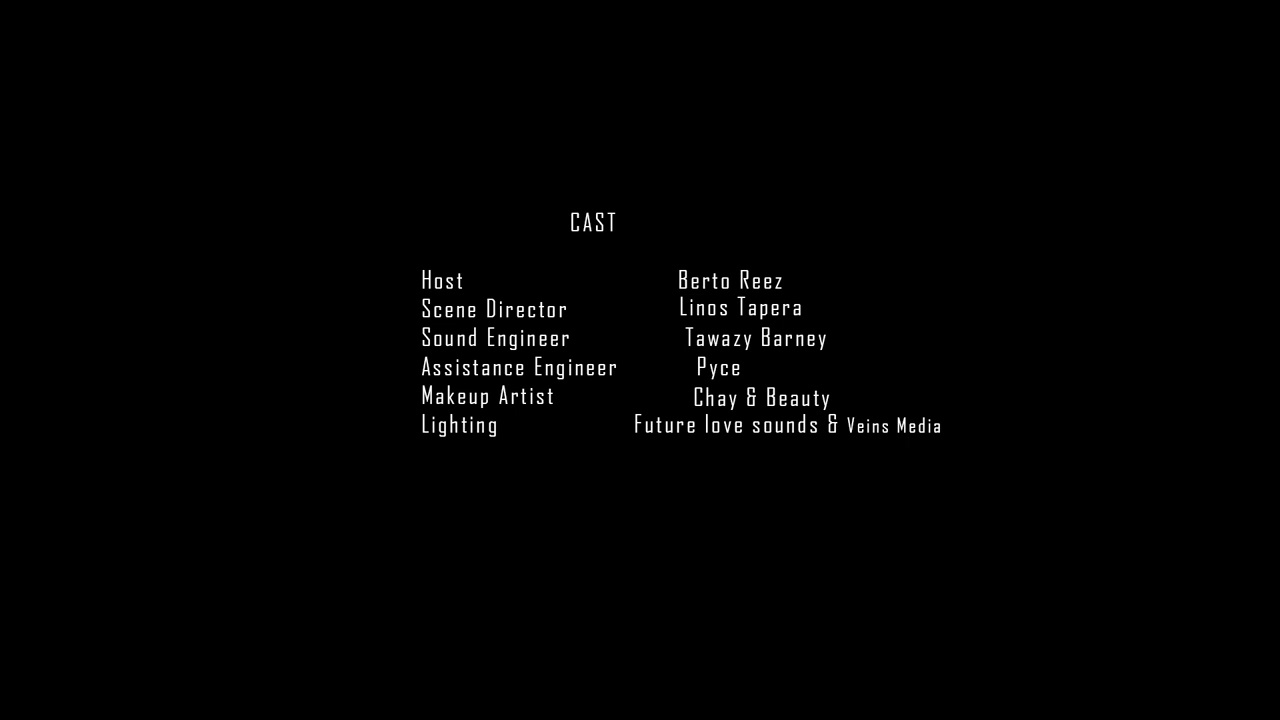 CAST
Host Berto Reez
Scene Director Linos Tapera
Sound Engineer Tawazy Barney
Assistance Engineer Pyce
Makeup Artist Chay & Beauty
Lighting Future love sounds & Veins Media